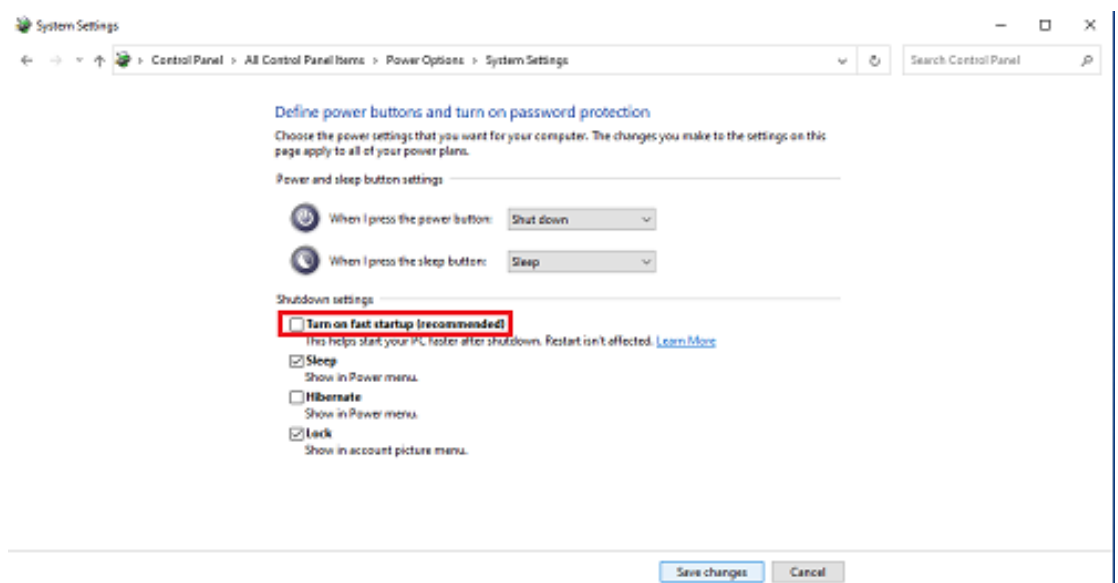 System Settings
Control Panel > All Control Panel Items > Power Options > System Settings
Search Control Panel
Define power buttons and turn on password protection
Choose the power settings that you want for your computer. The changes you make to the settings on this
page apply to all of your power plans.
Power and sleep button settings
When I press the power button: Shut down
When I press the sleep button: Sleep
Shutdown settings
Turn on fast startup (recommended)
This helps start your PC faster after shutdown. Restart isn't affected. Learn More
Sleep
Show in Power menu.
Hibernate
Show in Power menu.
Lock
Show in account picture menu.
Save changes Cancel